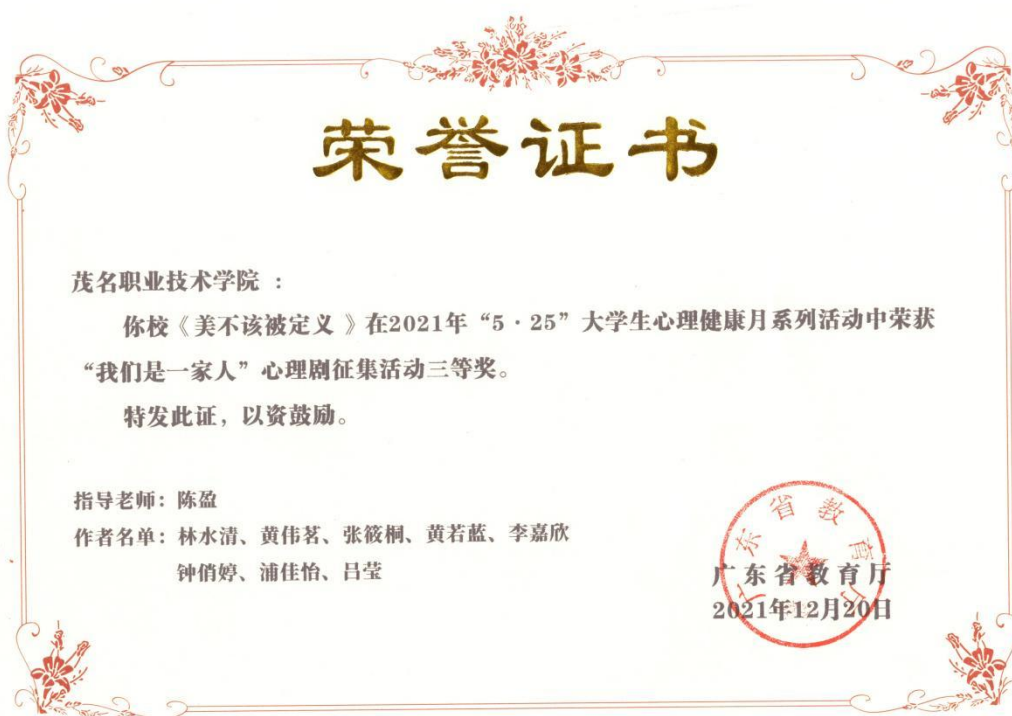 荣誉证书
茂名职业技术学院 :
你校《美不该被定义 》在2021年“5·25”大学生心理健康月系列活动中荣获
“我们是一家人”心理剧征集活动三等奖。
特发此证，以资鼓励。
指导老师：陈盈
作者名单：林水清、黄伟茗、张筱桐、黄若蓝、李嘉欣
钟俏婷、浦佳怡、吕莹
广东省教育厅
广东省教育厅
2021年12月20日